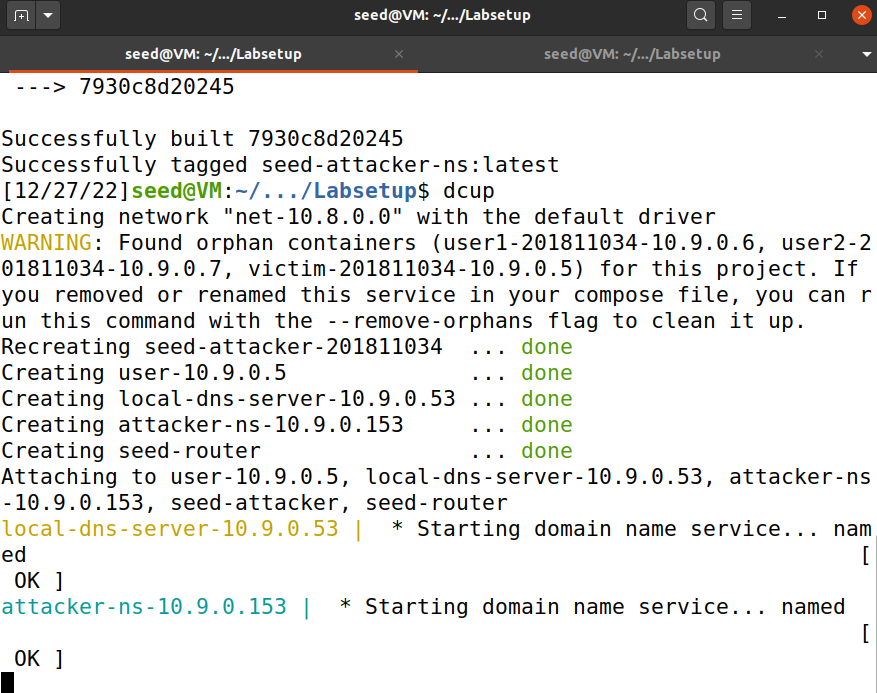 seed@VM: ~/.../Labsetup
seed@VM: ~/.../Labsetup seed@VM: ~/.../Labsetup
---> 7930c8d20245
Successfully built 7930c8d20245
Successfully tagged seed-attacker-ns:latest
[12/27/22]seed@VM:~/.../Labsetup$ dcup
Creating network "net-10.8.0.0" with the default driver
WARNING: Found orphan containers (user1-201811034-10.9.0.6, user2-2
01811034-10.9.0.7, victim-201811034-10.9.0.5) for this project. If
you removed or renamed this service in your compose file, you can r
un this command with the --remove-orphans flag to clean it up.
Recreating seed-attacker-201811034  ... done
Creating user-10.9.0.5              ... done
Creating local-dns-server-10.9.0.53 ... done
Creating attacker-ns-10.9.0.153     ... done
Creating seed-router                ... done
Attaching to user-10.9.0.5, local-dns-server-10.9.0.53, attacker-ns
-10.9.0.153, seed-attacker, seed-router
local-dns-server-10.9.0.53 |  * Starting domain name service... nam
ed                                                                [
 OK ]
attacker-ns-10.9.0.153 |  * Starting domain name service... named
                                                                  [
 OK ]